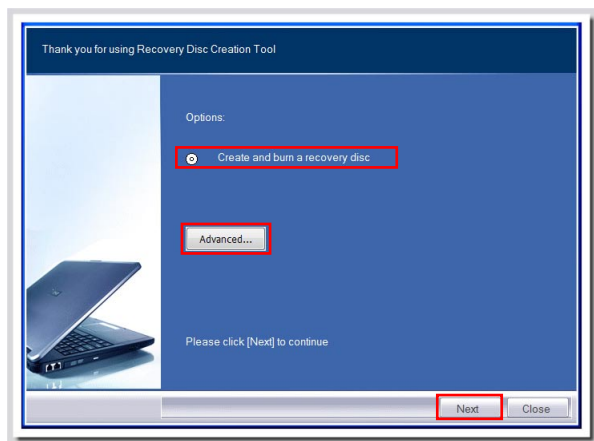 Thank you for using Recovery Disc Creation Tool
Options:
Create and burn a recovery disc
Advanced...
Please click [Next] to continue
Next Close